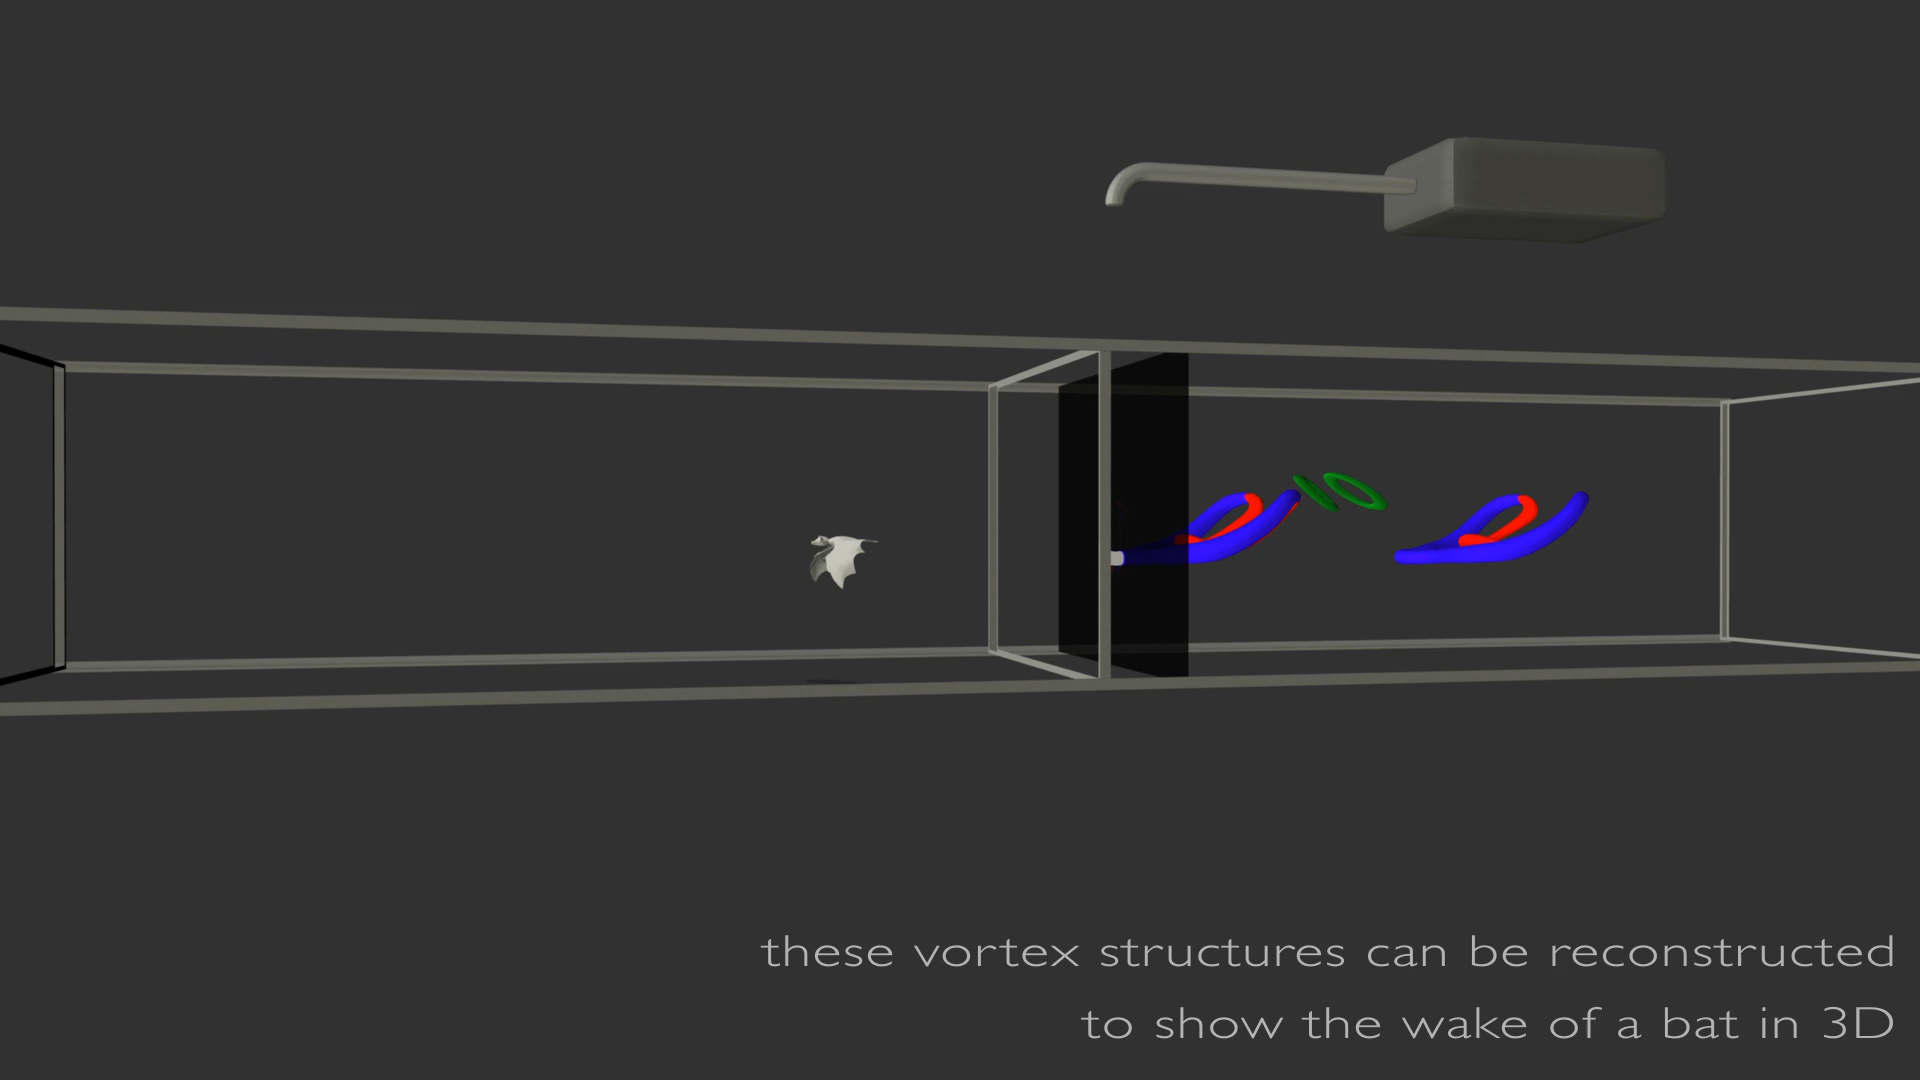 these vortex structures can be reconstructed
to show the wake of a bat in 3D